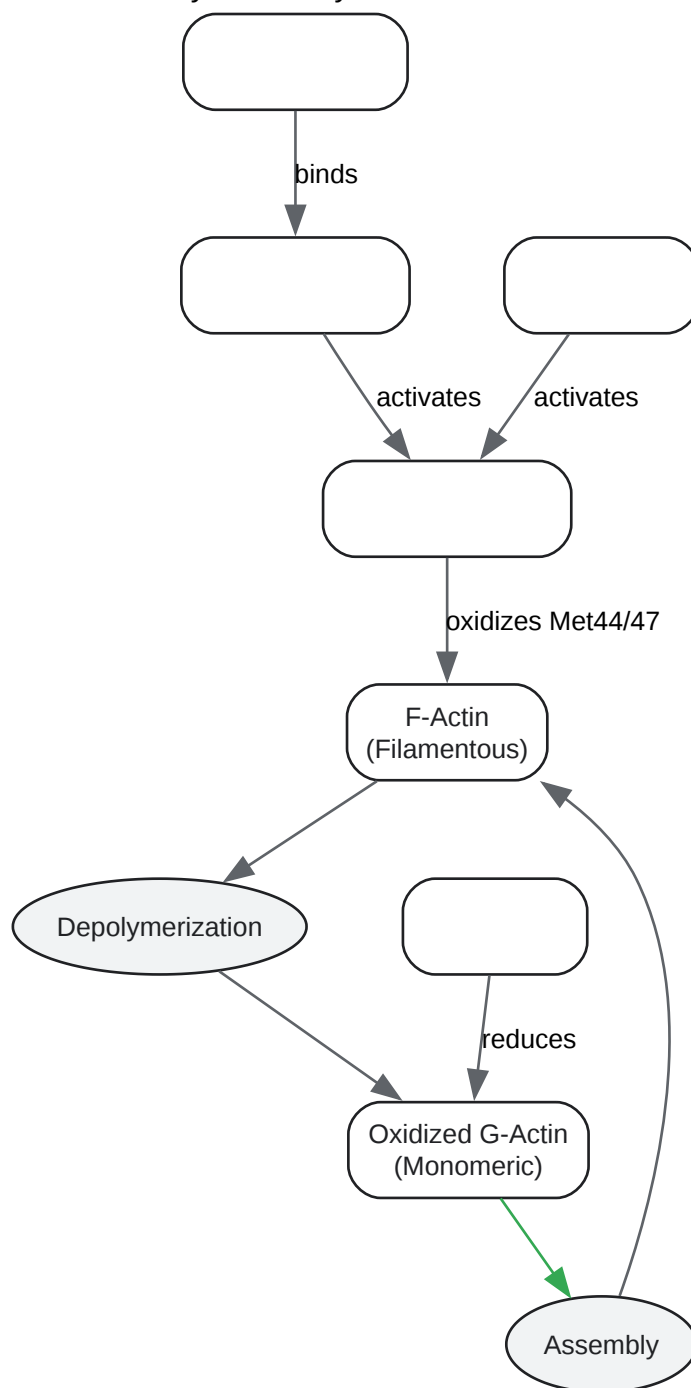 binds
activates
activates
oxidizes Met44/47
F-Actin
(Filamentous)
Depolymerization
reduces
Oxidized G-Actin
(Monomeric)
Assembly